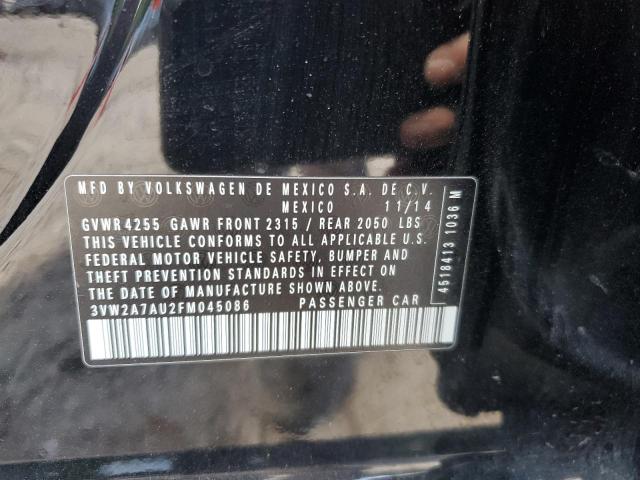 MFD BY VOLKSWAGEN DE MEXICO S.A. DE C.V.
MEXICO 11/14
GVWR 4255 GAWR FRONT 2315 / REAR 2050 LBS
THIS VEHICLE CONFORMS TO ALL APPLICABLE U.S.
FEDERAL MOTOR VEHICLE SAFETY, BUMPER AND
THEFT PREVENTION STANDARDS IN EFFECT ON
THE DATE OF MANUFACTURE SHOWN ABOVE.
3VW2A7AU2FM045086 PASSENGER CAR
4518413 1036 M